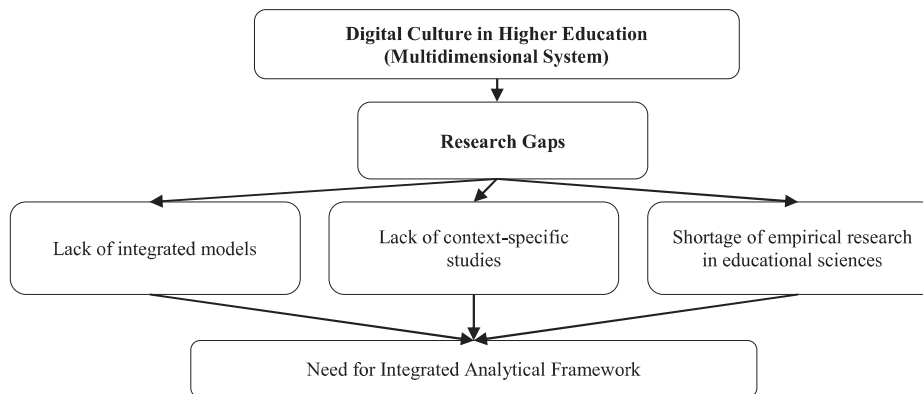 Digital Culture in Higher Education
(Multidimensional System)
Research Gaps
Lack of integrated models
Lack of context-specific
studies
Shortage of empirical research
in educational sciences
Need for Integrated Analytical Framework